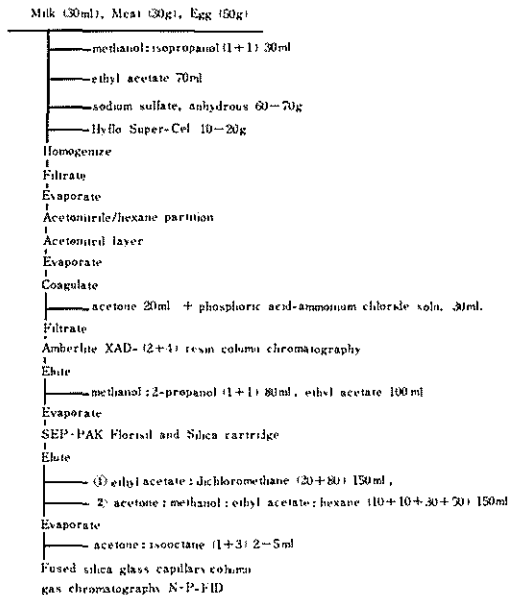 Milk (30ml), Meat (30g), Egg (50g)
methanol:isopropanol (1+1) 30ml
ethyl acetate 70ml
sodium sulfate, anhydrous 60-70g
Hyflo Super-Cel 10-20g
Homogenize
Filtrate
Evaporate
Acetonitrile/hexane partition
Acetonitril layer
Evaporate
Coagulate
acetone 20ml + phosphoric acid-ammonium chloride soln. 30ml.
Filtrate
Amberlite XAD-(2+4) resin column chromatography
Elute
methanol:2-propanol (1+1) 80ml, ethyl acetate 100ml
Evaporate
SEP-PAK Florisil and Silica cartridge
Elute
① ethyl acetate:dichloromethane (20+80) 150ml,
② acetone:methanol:ethyl acetate:hexane (10+10+30+50) 150ml
Evaporate
acetone:isooctane (1+3) 2-5ml
Fused silica glass capillary column
gas chromatography N-P-FID